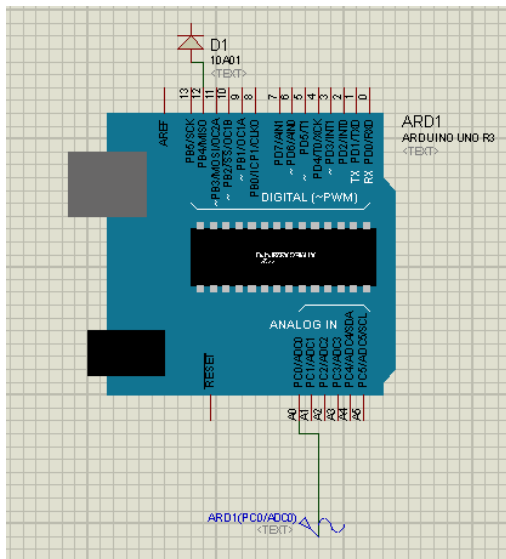 D1
10A01
<TEXT>
13
12
11
10
9
8
7
6
5
4
3
2
1
0
AREF
PB5/SCK
PB4/MISO
~ PB3/MOSI/OC2A
~ PB2/SS/OC1B
~ PB1/OC1A
PB0/ICP1/CLKO
PD7/AIN1
~ PD6/AIN0
~ PD5/T1
PD4/T0/XCK
~ PD3/INT1
PD2/INT0
TX PD1/TXD
RX PD0/RXD
ARD1
ARDUINO UNO R3
<TEXT>
DIGITAL (~PWM)
ANALOG IN
RESET
PC0/ADC0
PC1/ADC1
PC2/ADC2
PC3/ADC3
PC4/ADC4/SDA
PC5/ADC5/SCL
A0
A1
A2
A3
A4
A5
ARD1(PC0/ADC0)
<TEXT>